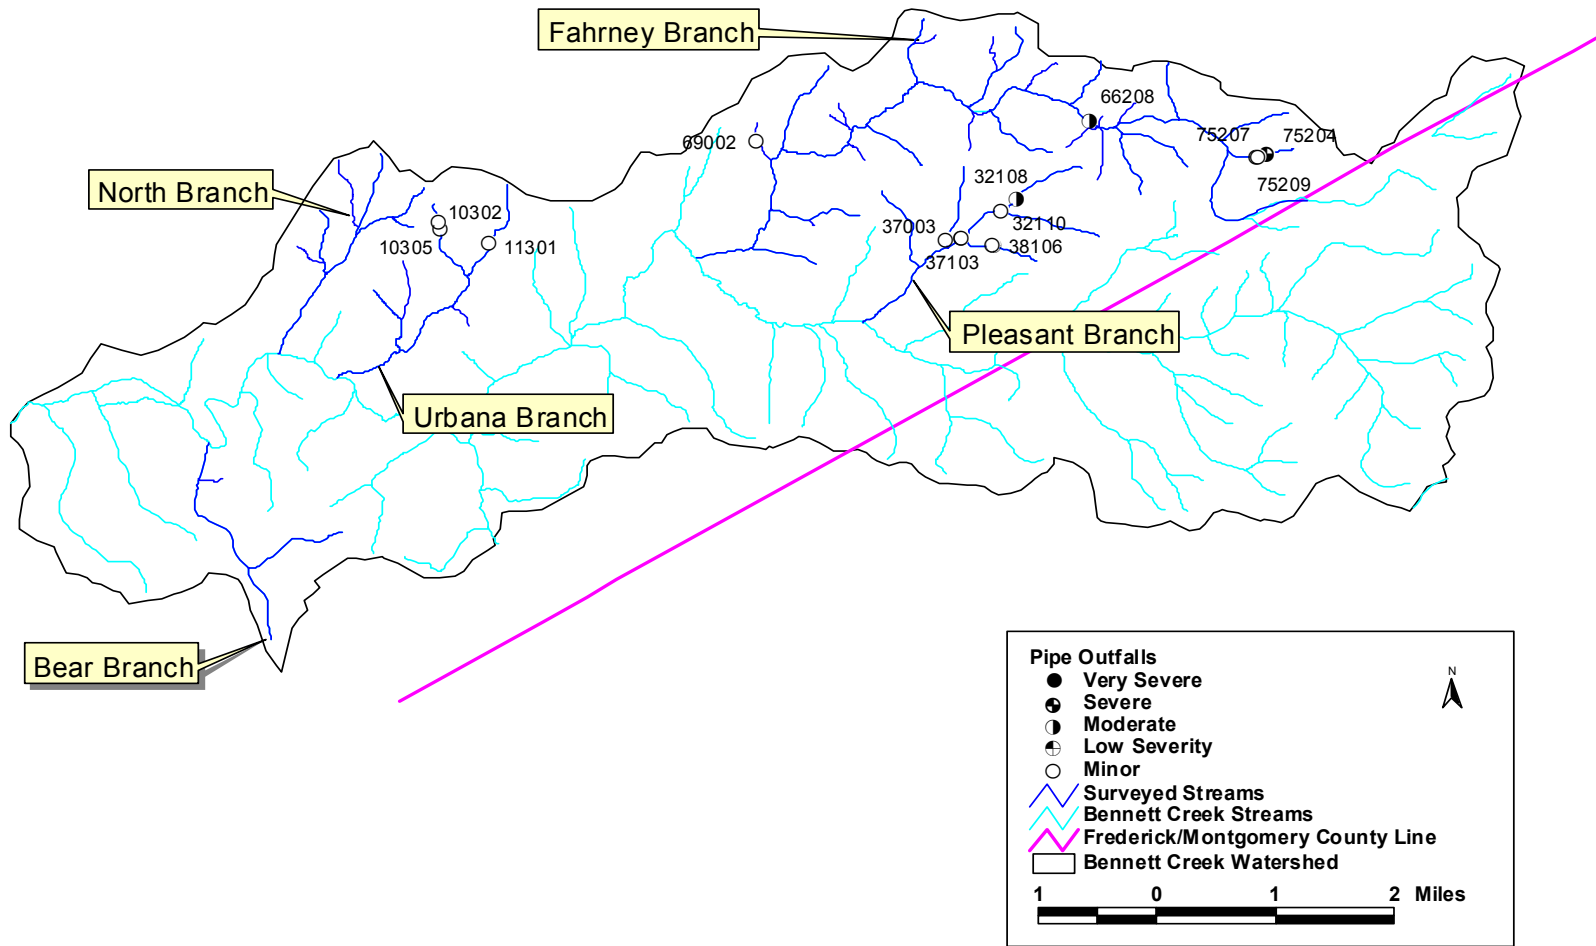 Fahrney Branch
66208
75207
75204
69002
32108
75209
North Branch
10302
37003
32110
10305
11301
38106
37103
Pleasant Branch
Urbana Branch
Bear Branch
Pipe Outfalls
Very Severe
Severe
Moderate
Low Severity
Minor
Surveyed Streams
Bennett Creek Streams
Frederick/Montgomery County Line
Bennett Creek Watershed
N
1 0 1 2 Miles